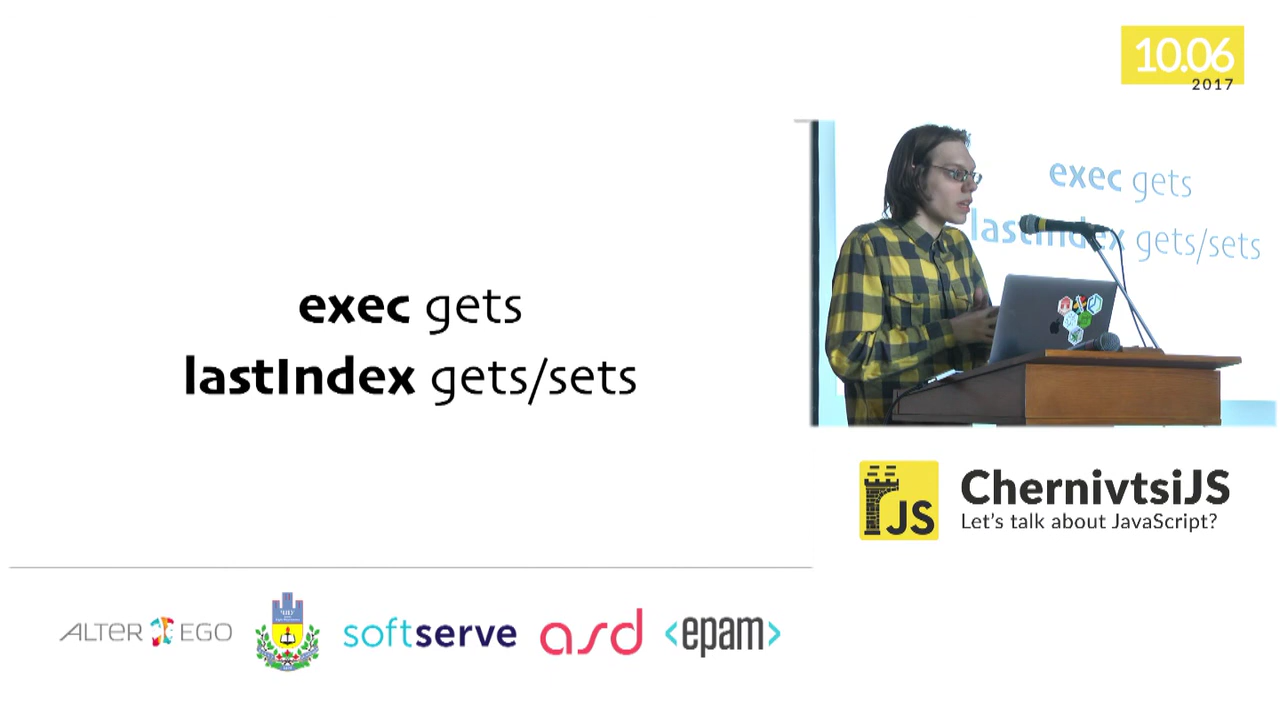 10.06
2017
exec gets
lastIndex gets/sets
exec gets
lastIndex gets/sets
JS
ChernivtsiJS
Let's talk about JavaScript?
ALTER EGO
softserve
asd
<epam>